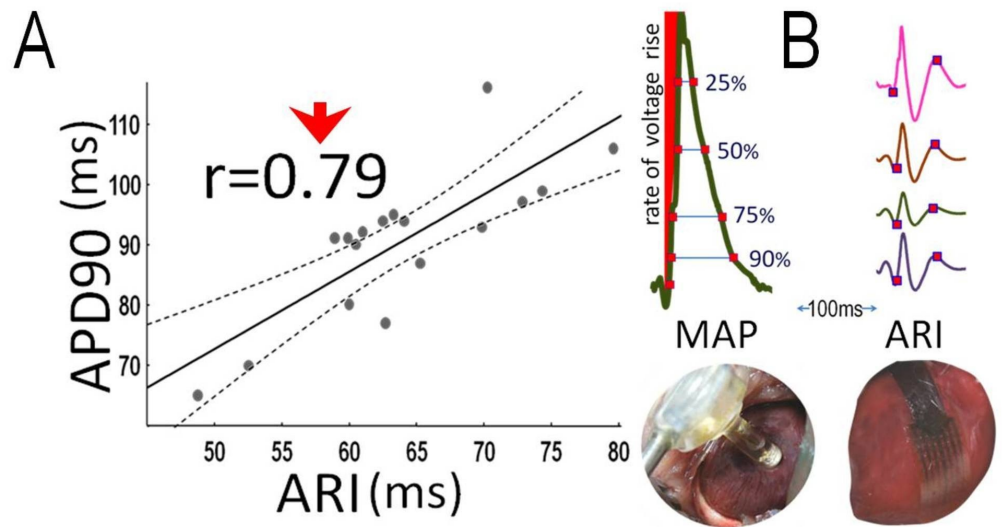 A
APD90 (ms)
110
100
90
80
70
r=0.79
50
55
60
65
70
75
80
ARI (ms)
rate of voltage rise
25%
50%
75%
90%
MAP
B
100ms
ARI